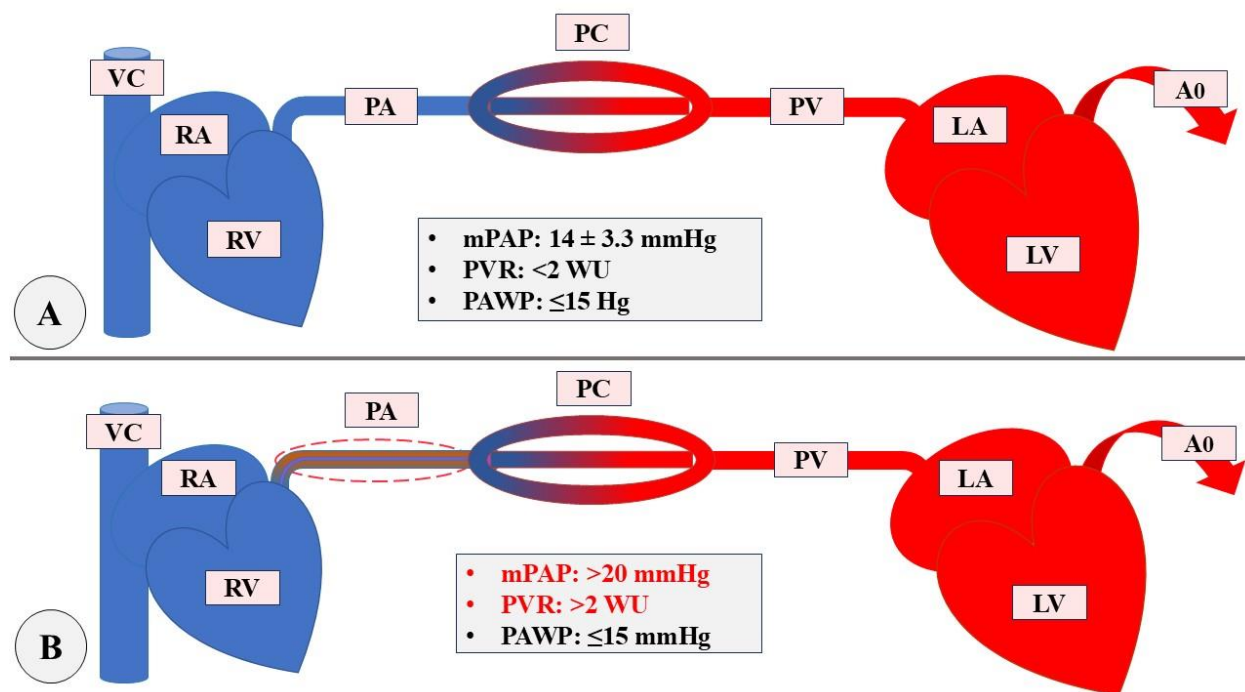 PC
VC
PA
PV
A0
RA
LA
RV
LV
• mPAP: 14 ± 3.3 mmHg
• PVR: <2 WU
• PAWP: ≤15 Hg
A
PC
PA
VC
PV
A0
RA
LA
RV
LV
• mPAP: >20 mmHg
• PVR: >2 WU
• PAWP: ≤15 mmHg
B